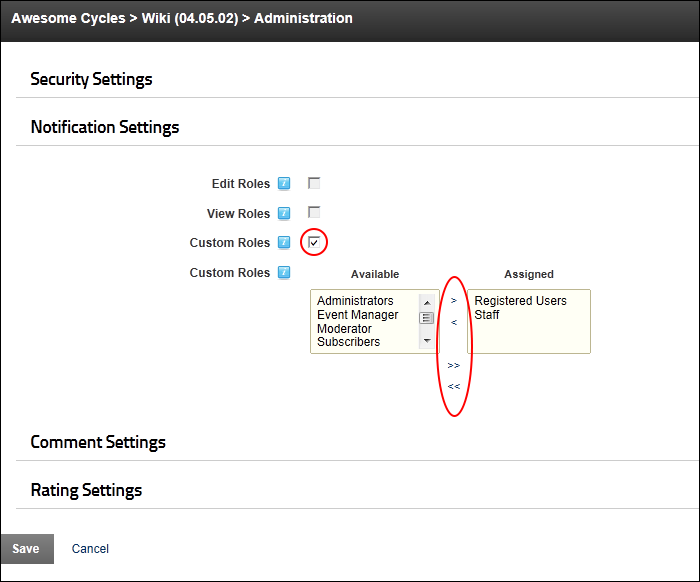 Awesome Cycles > Wiki (04.05.02) > Administration
Security Settings
Notification Settings
Edit Roles
View Roles
Custom Roles
Custom Roles
Available
Assigned
Administrators
Event Manager
Moderator
Subscribers
>
<
>>
<<
Registered Users
Staff
Comment Settings
Rating Settings
Save
Cancel